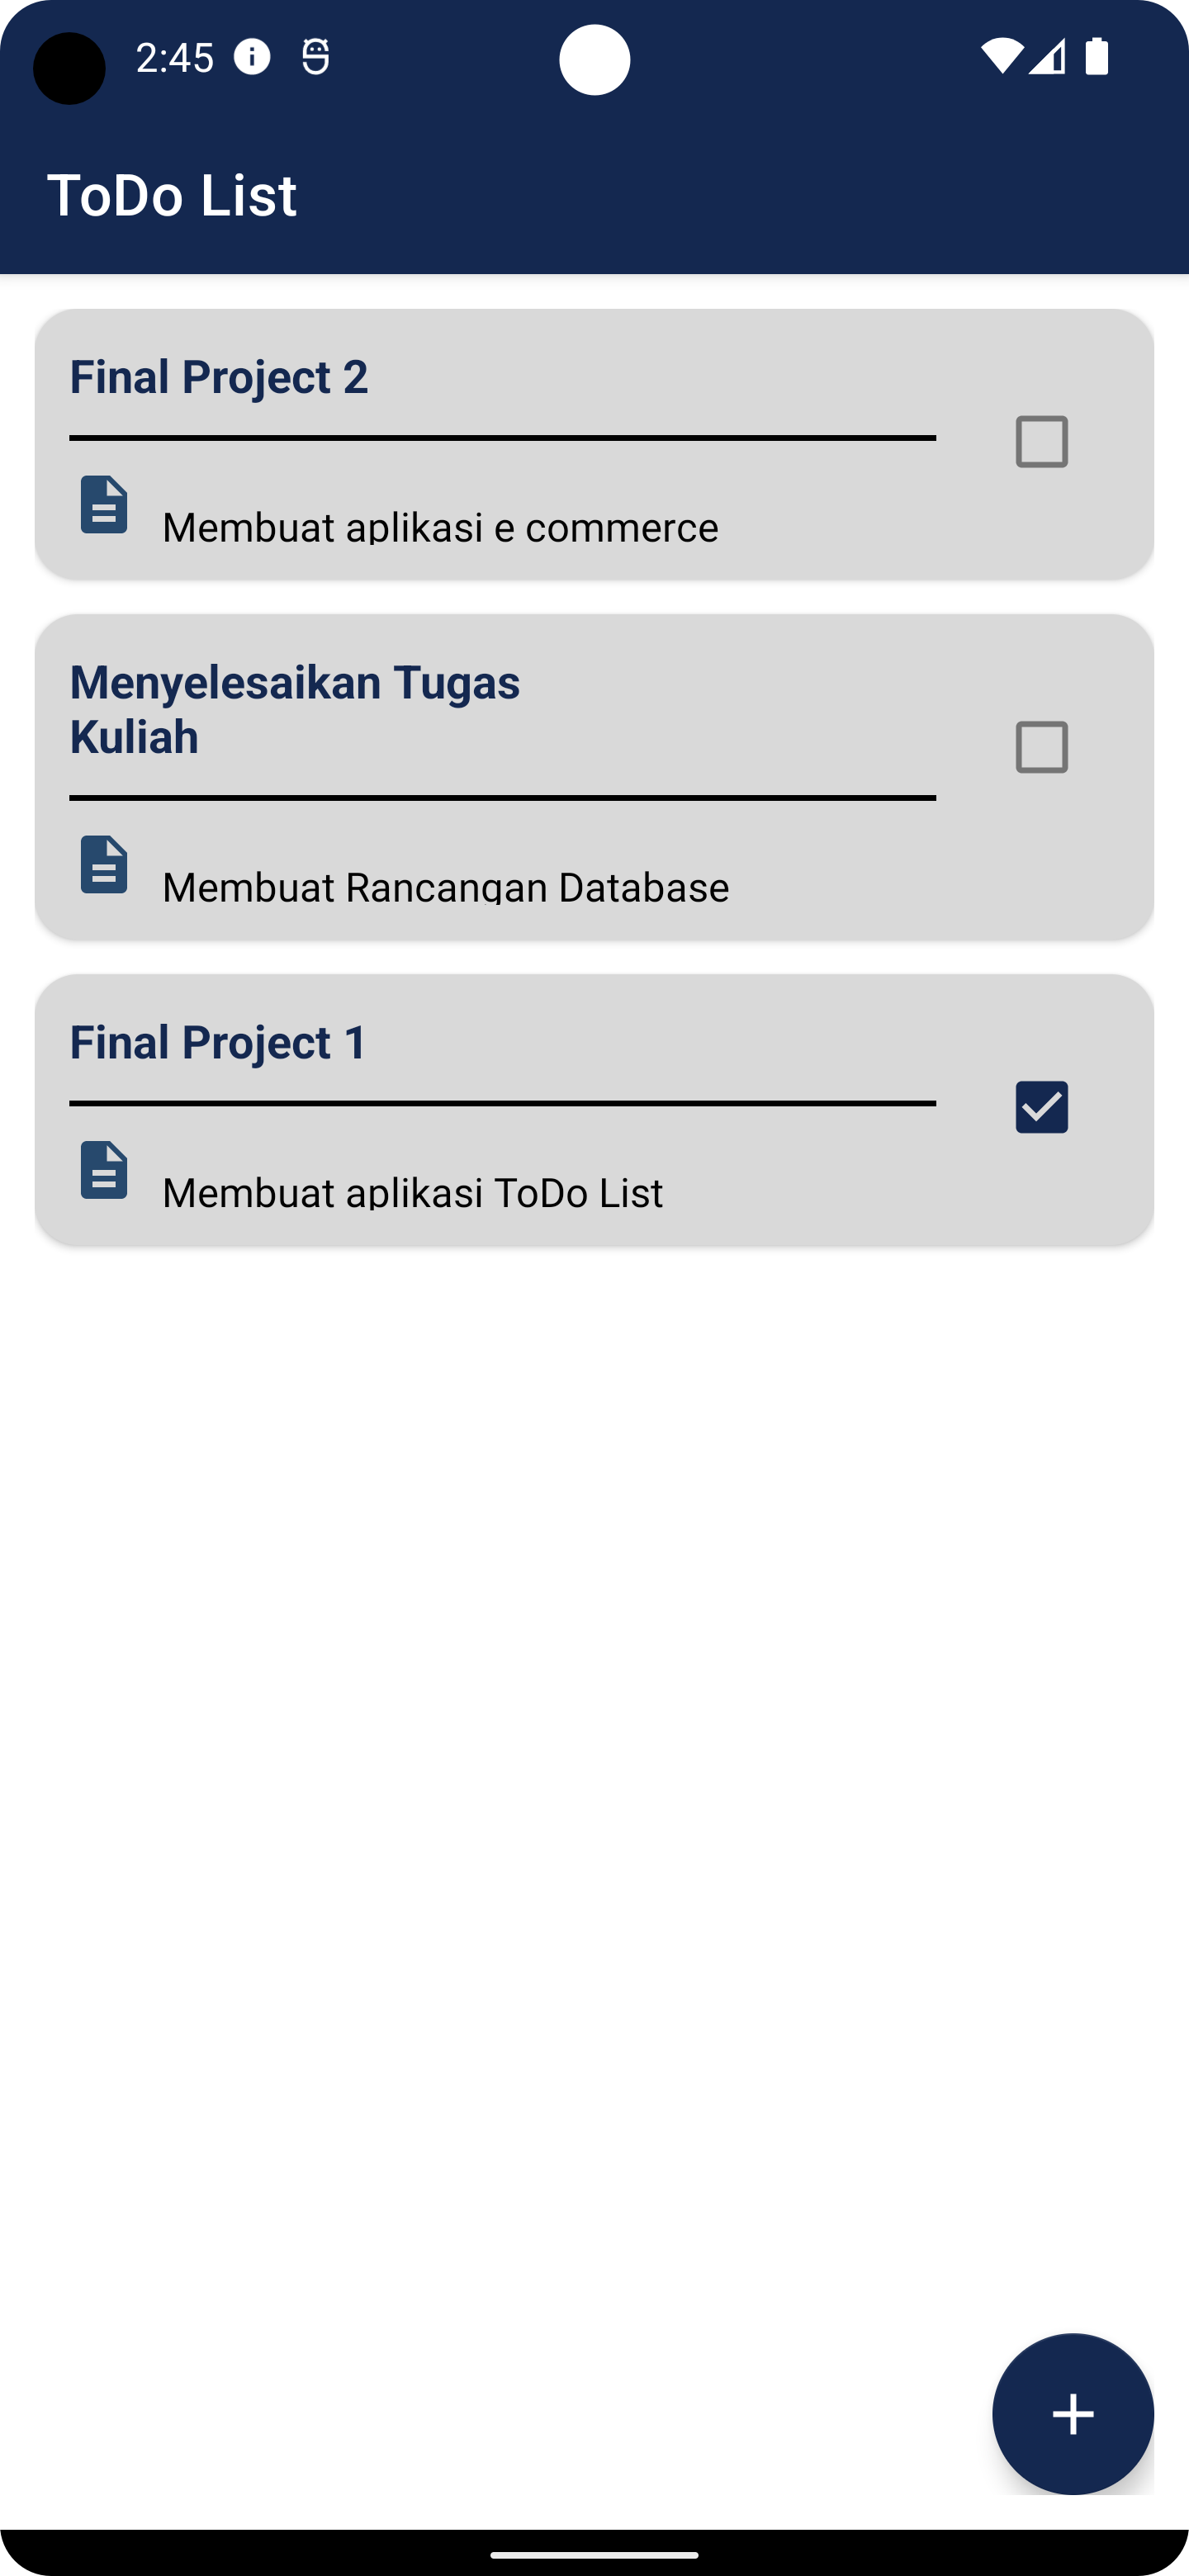 2:45
ToDo List
Final Project 2
Membuat aplikasi e commerce
Menyelesaikan Tugas
Kuliah
Membuat Rancangan Database
Final Project 1
Membuat aplikasi ToDo List